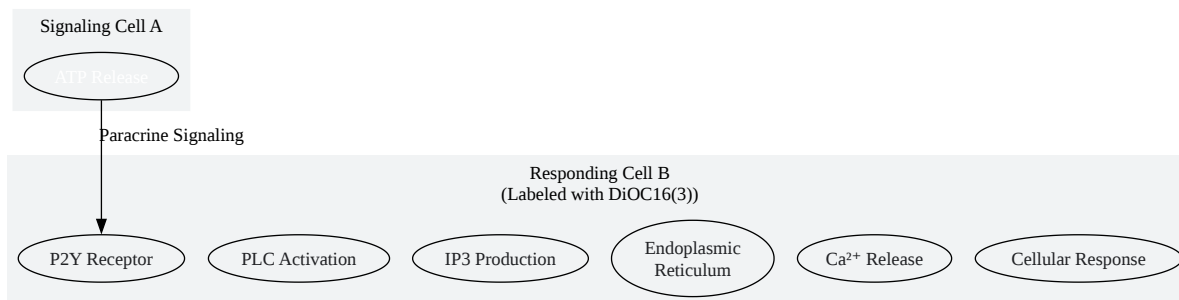 Signaling Cell A
ATP Release
Paracrine Signaling
Responding Cell B
(Labeled with DiOC16(3))
P2Y Receptor
PLC Activation
IP3 Production
Endoplasmic
Reticulum
Ca²⁺ Release
Cellular Response